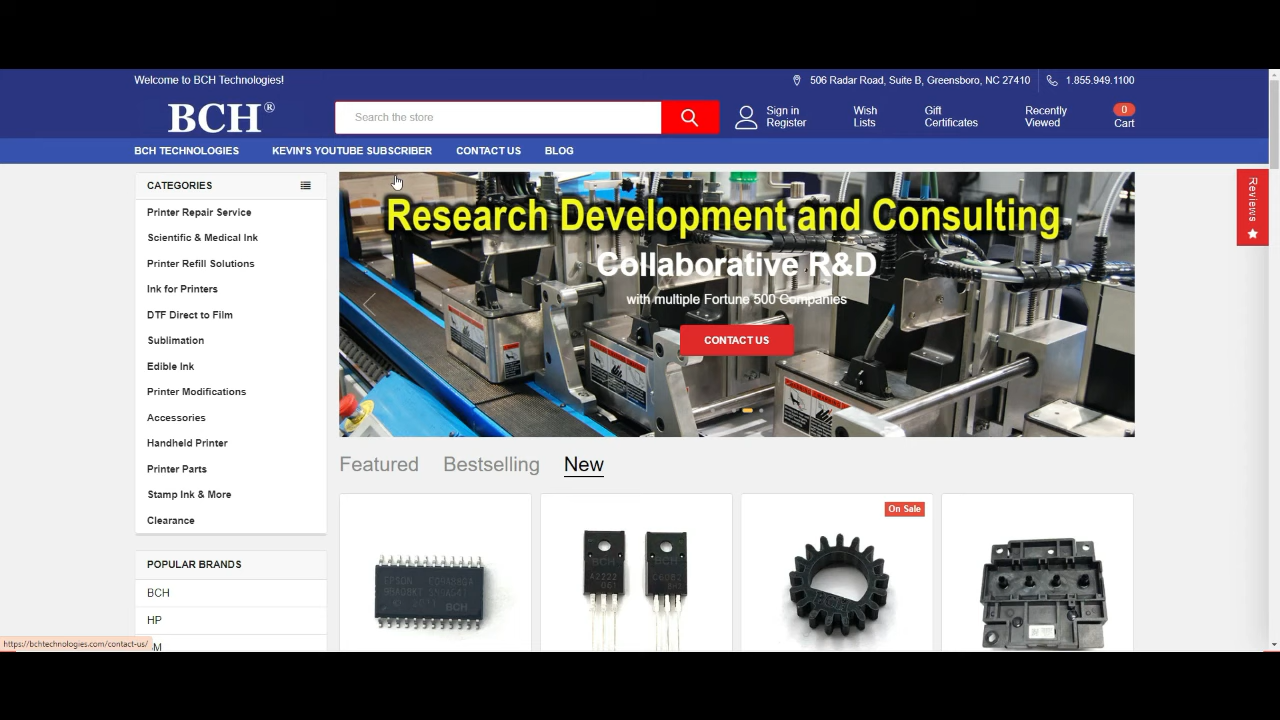 Welcome to BCH Technologies!
506 Radar Road, Suite B, Greensboro, NC 27410
1.855.949.1100
BCH®
Search the store
Sign in
Register
Wish
Lists
Gift
Certificates
Recently
Viewed
0
Cart
BCH TECHNOLOGIES
KEVIN'S YOUTUBE SUBSCRIBER
CONTACT US
BLOG
CATEGORIES
Printer Repair Service
Scientific & Medical Ink
Printer Refill Solutions
Ink for Printers
DTF Direct to Film
Sublimation
Edible Ink
Printer Modifications
Accessories
Handheld Printer
Printer Parts
Stamp Ink & More
Clearance
Research Development and Consulting
Collaborative R&D
with multiple Fortune 500 Companies
CONTACT US
Reviews
Featured
Bestselling
New
On Sale
EPSON
BCH
BCH
A2222
BCH
C6082
BCH
POPULAR BRANDS
BCH
HP
https://bchtechnologies.com/contact-us/